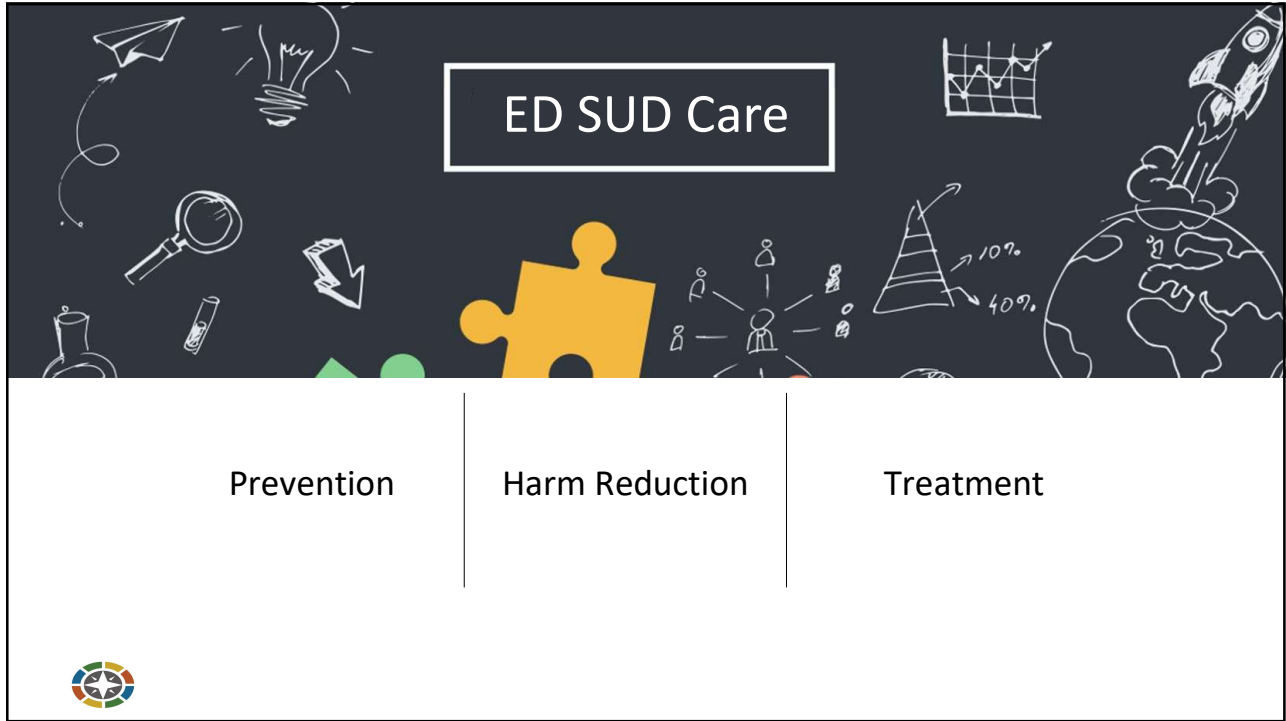 ED SUD Care
10%
40%
Prevention
Harm Reduction
Treatment